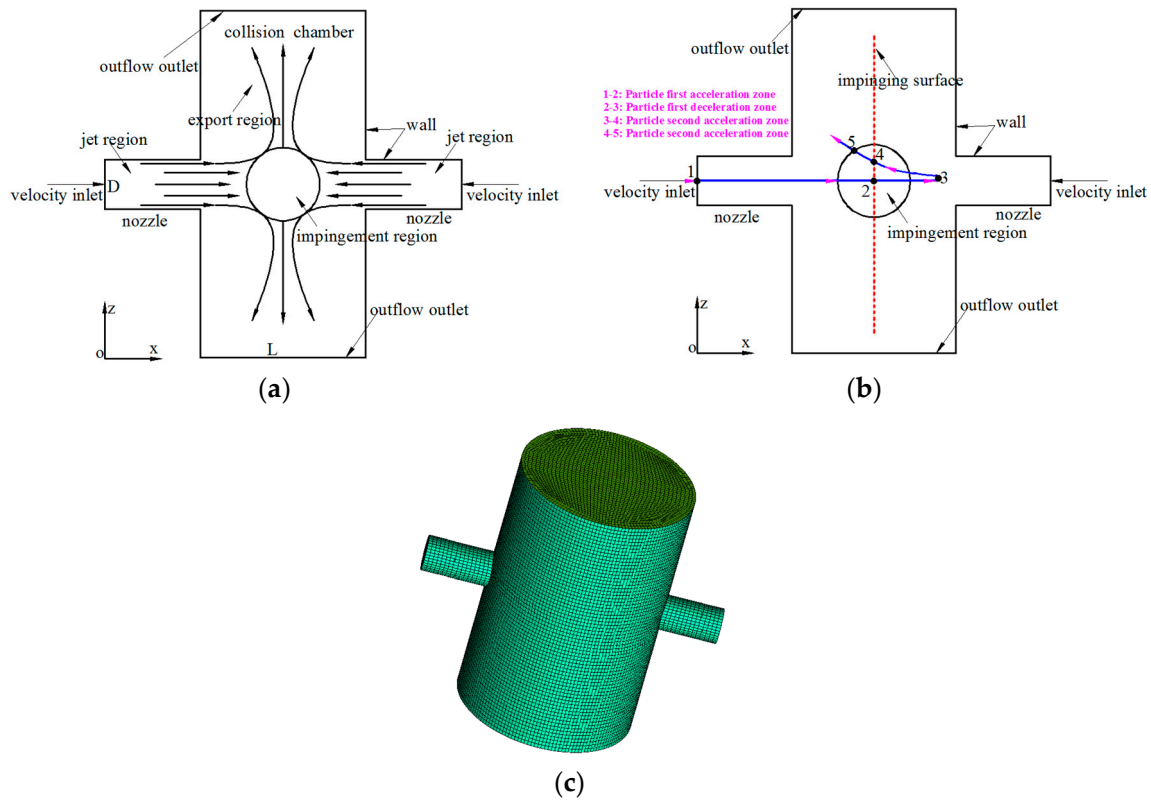 collision chamber
outflow outlet
export region
wall
jet region
jet region
velocity inlet
D
velocity inlet
nozzle
nozzle
impingement region
z
outflow outlet
o
x
L
(a)
outflow outlet
impinging surface
1-2: Particle first acceleration zone
2-3: Particle first deceleration zone
3-4: Particle second acceleration zone
4-5: Particle second acceleration zone
wall
5
4
1
3
velocity inlet
2
velocity inlet
nozzle
nozzle
impingement region
z
outflow outlet
o
x
(b)
(c)